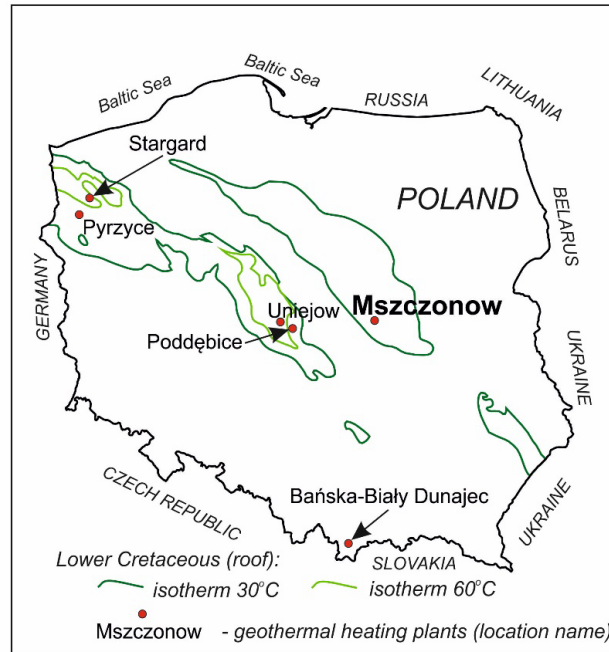 Baltic Sea
Baltic Sea
LITHUANIA
RUSSIA
Stargard
POLAND
BELARUS
Pyrzyce
GERMANY
Mszczonow
Uniejow
Poddębice
UKRAINE
CZECH REPUBLIC
Bańska-Biały Dunajec
UKRAINE
SLOVAKIA
Lower Cretaceous (roof):
isotherm 30°C
isotherm 60°C
Mszczonow - geothermal heating plants (location name)